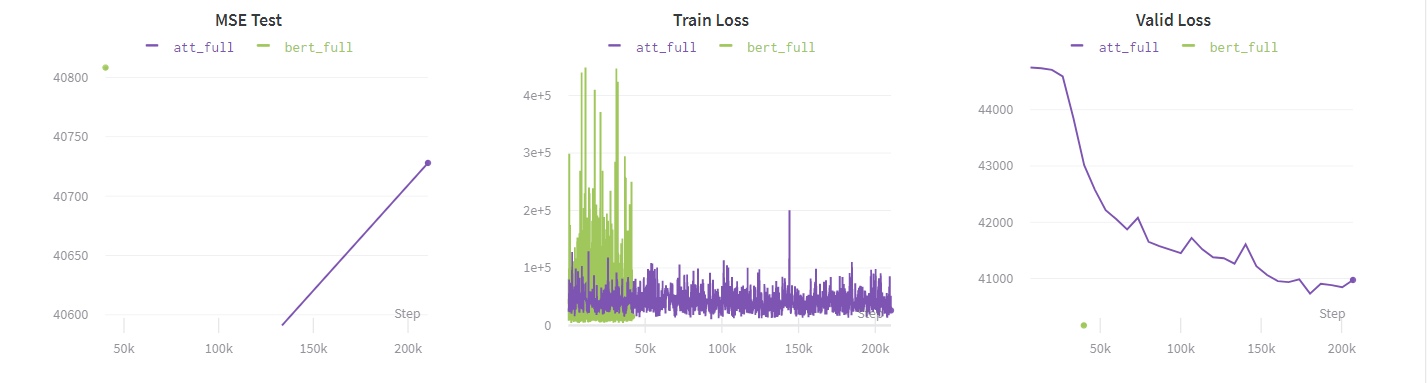 MSE Test
att_full bert_full
40800
40750
40700
40650
40600
Step
50k 100k 150k 200k
Train Loss
att_full bert_full
4e+5
3e+5
2e+5
1e+5
0
Step
50k 100k 150k 200k
Valid Loss
att_full bert_full
44000
43000
42000
41000
Step
50k 100k 150k 200k